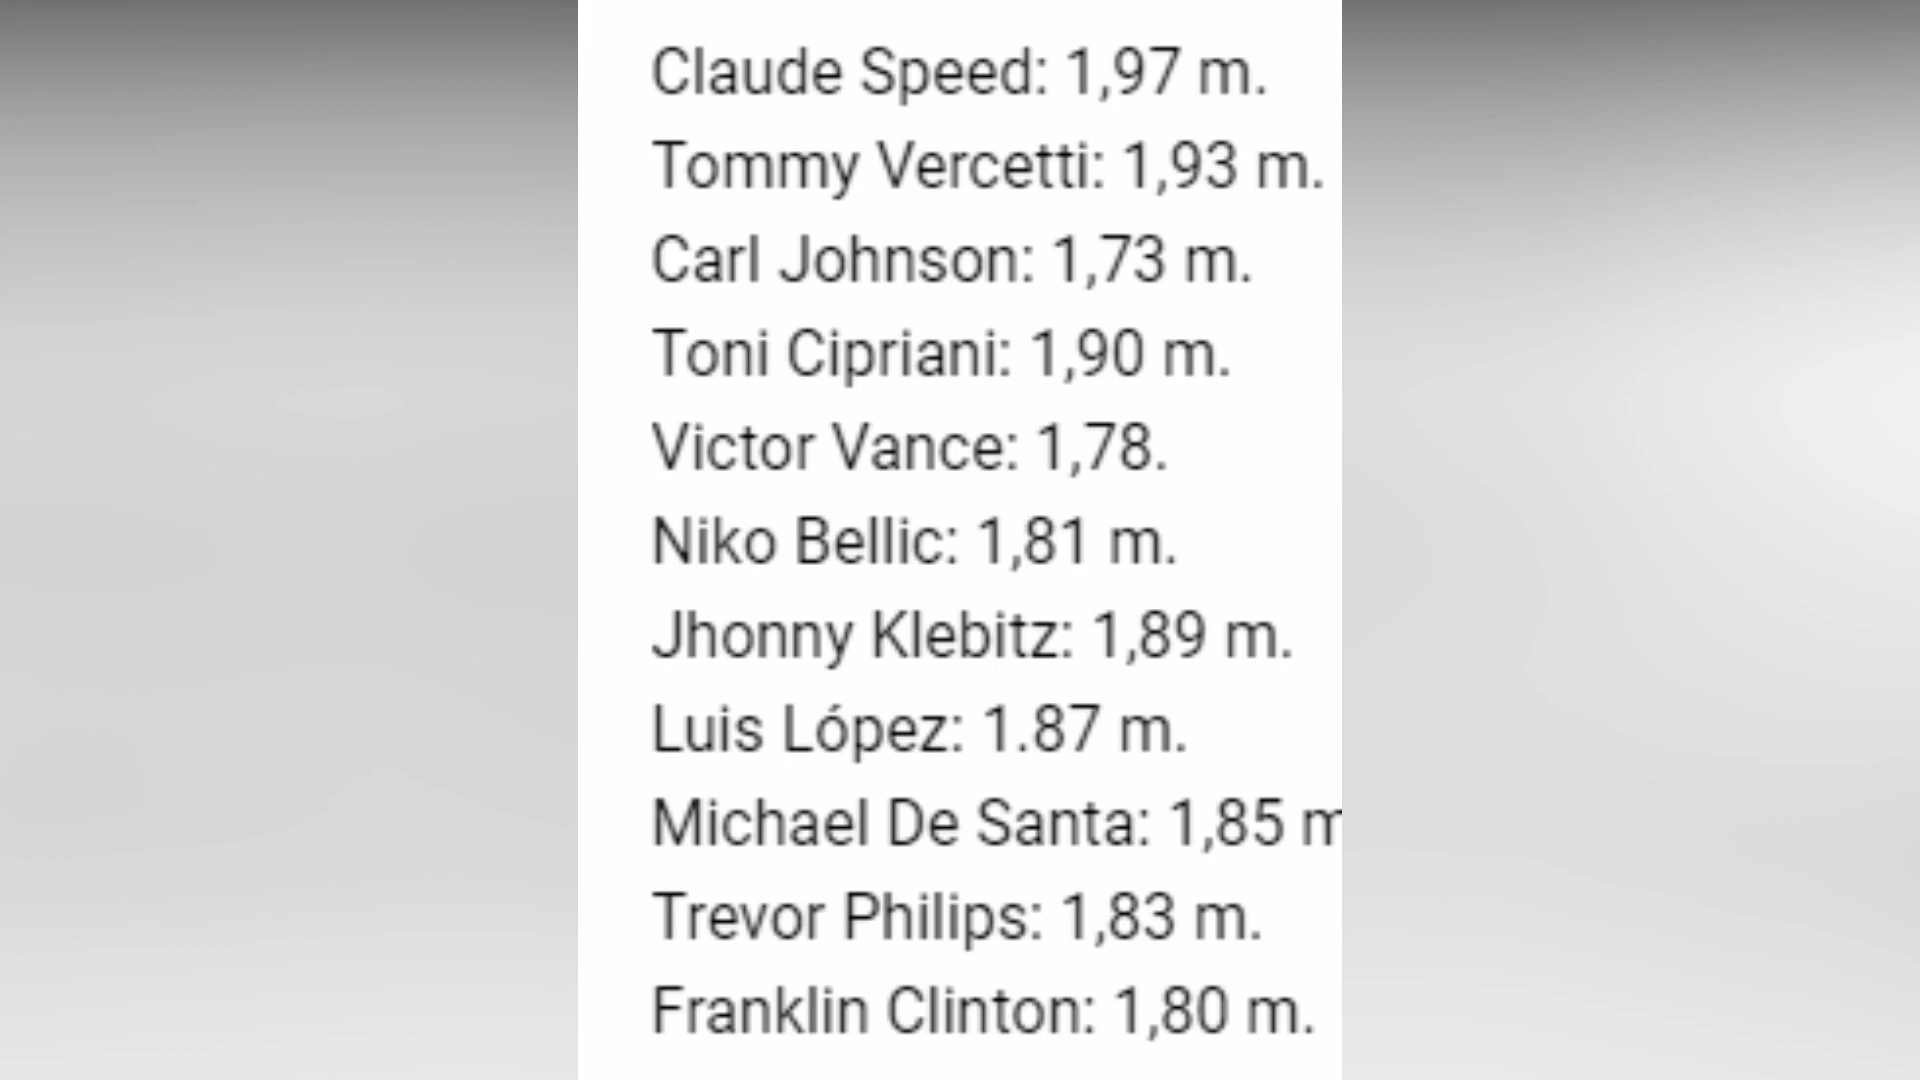 Claude Speed: 1,97 m.
Tommy Vercetti: 1,93 m.
Carl Johnson: 1,73 m.
Toni Cipriani: 1,90 m.
Victor Vance: 1,78.
Niko Bellic: 1,81 m.
Jhonny Klebitz: 1,89 m.
Luis López: 1.87 m.
Michael De Santa: 1,85 m
Trevor Philips: 1,83 m.
Franklin Clinton: 1,80 m.